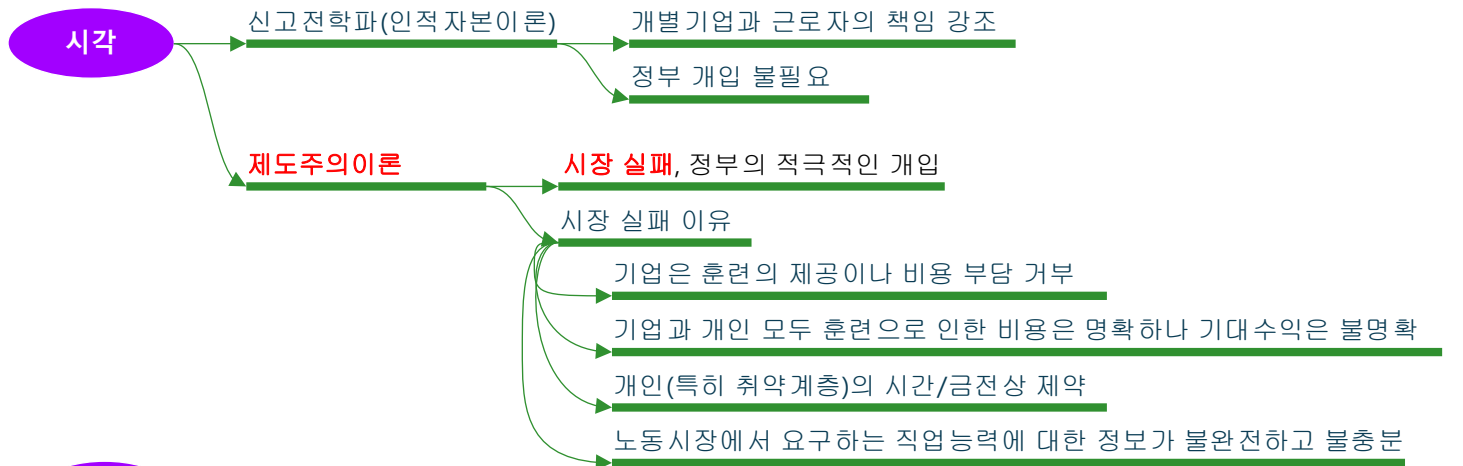 시각
신고전학파(인적자본이론)
개별기업과 근로자의 책임 강조
정부 개입 불필요
제도주의이론
시장 실패, 정부의 적극적인 개입
시장 실패 이유
기업은 훈련의 제공이나 비용 부담 거부
기업과 개인 모두 훈련으로 인한 비용은 명확하나 기대수익은 불명확
개인(특히 취약계층)의 시간/금전상 제약
노동시장에서 요구하는 직업능력에 대한 정보가 불완전하고 불충분